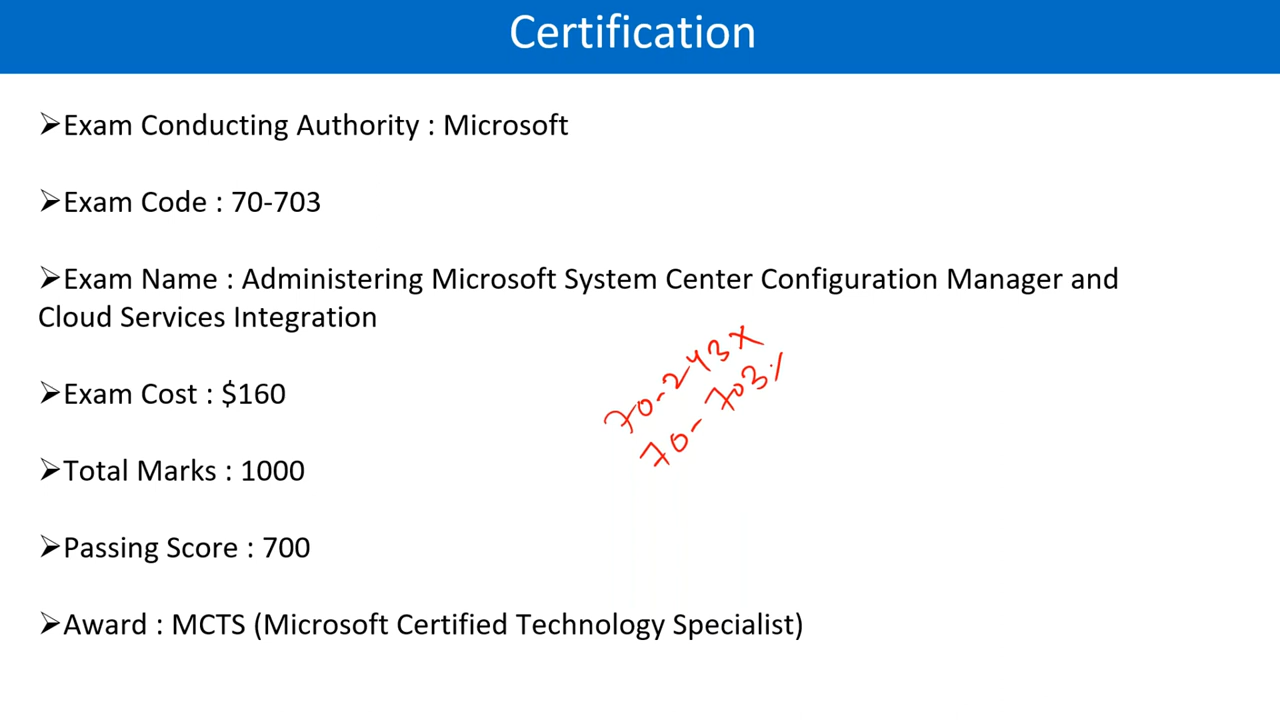 Certification
➢Exam Conducting Authority : Microsoft
➢Exam Code : 70-703
➢Exam Name : Administering Microsoft System Center Configuration Manager and
Cloud Services Integration
70-243X
➢Exam Cost : $160
70-703
➢Total Marks : 1000
➢Passing Score : 700
➢Award : MCTS (Microsoft Certified Technology Specialist)